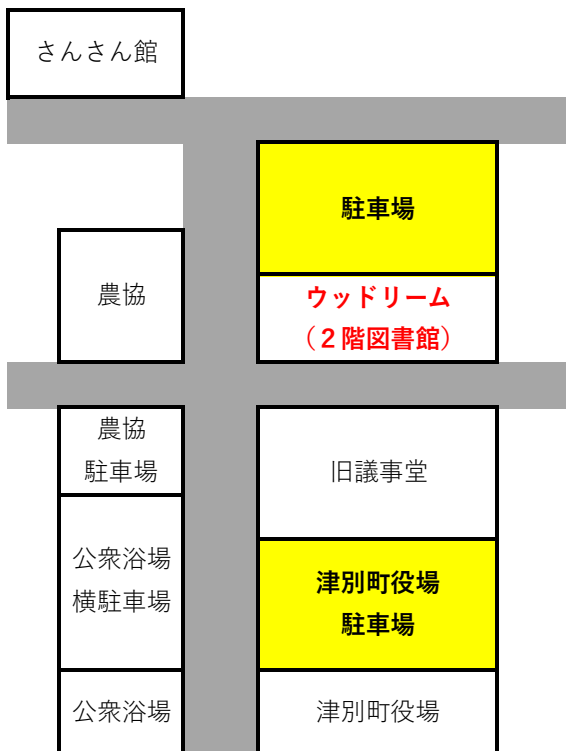 さんさん館
駐車場
農協
ウッドリーム
（２階図書館）
農協
駐車場
旧議事堂
公衆浴場
横駐車場
津別町役場
駐車場
公衆浴場
津別町役場